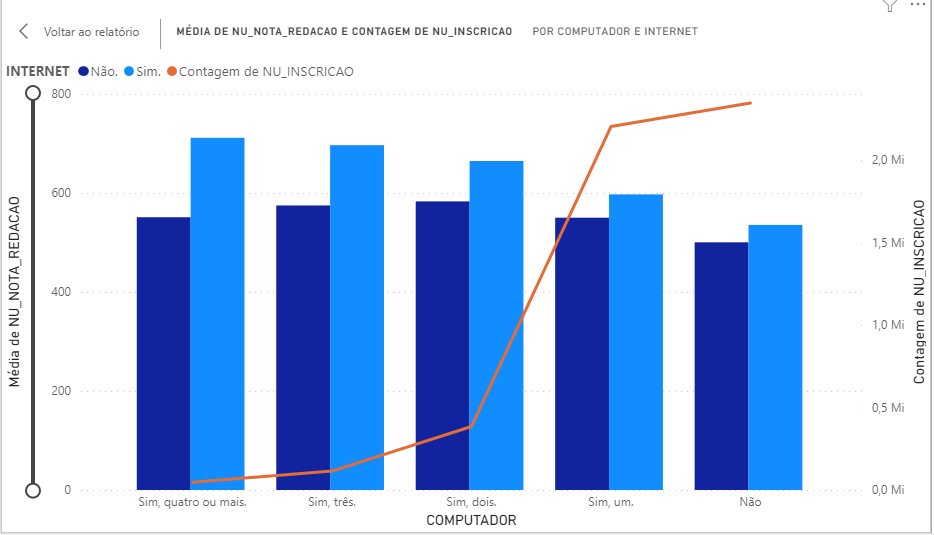 Voltar ao relatório
MÉDIA DE NU_NOTA_REDACAO E CONTAGEM DE NU_INSCRICAO
POR COMPUTADOR E INTERNET
INTERNET Não. Sim. Contagem de NU_INSCRICAO
Média de NU_NOTA_REDACAO
800
600
400
200
0
2,0 Mi
1,5 Mi
1,0 Mi
0,5 Mi
0,0 Mi
Contagem de NU_INSCRICAO
Sim, quatro ou mais. Sim, três. Sim, dois. Sim, um. Não
COMPUTADOR